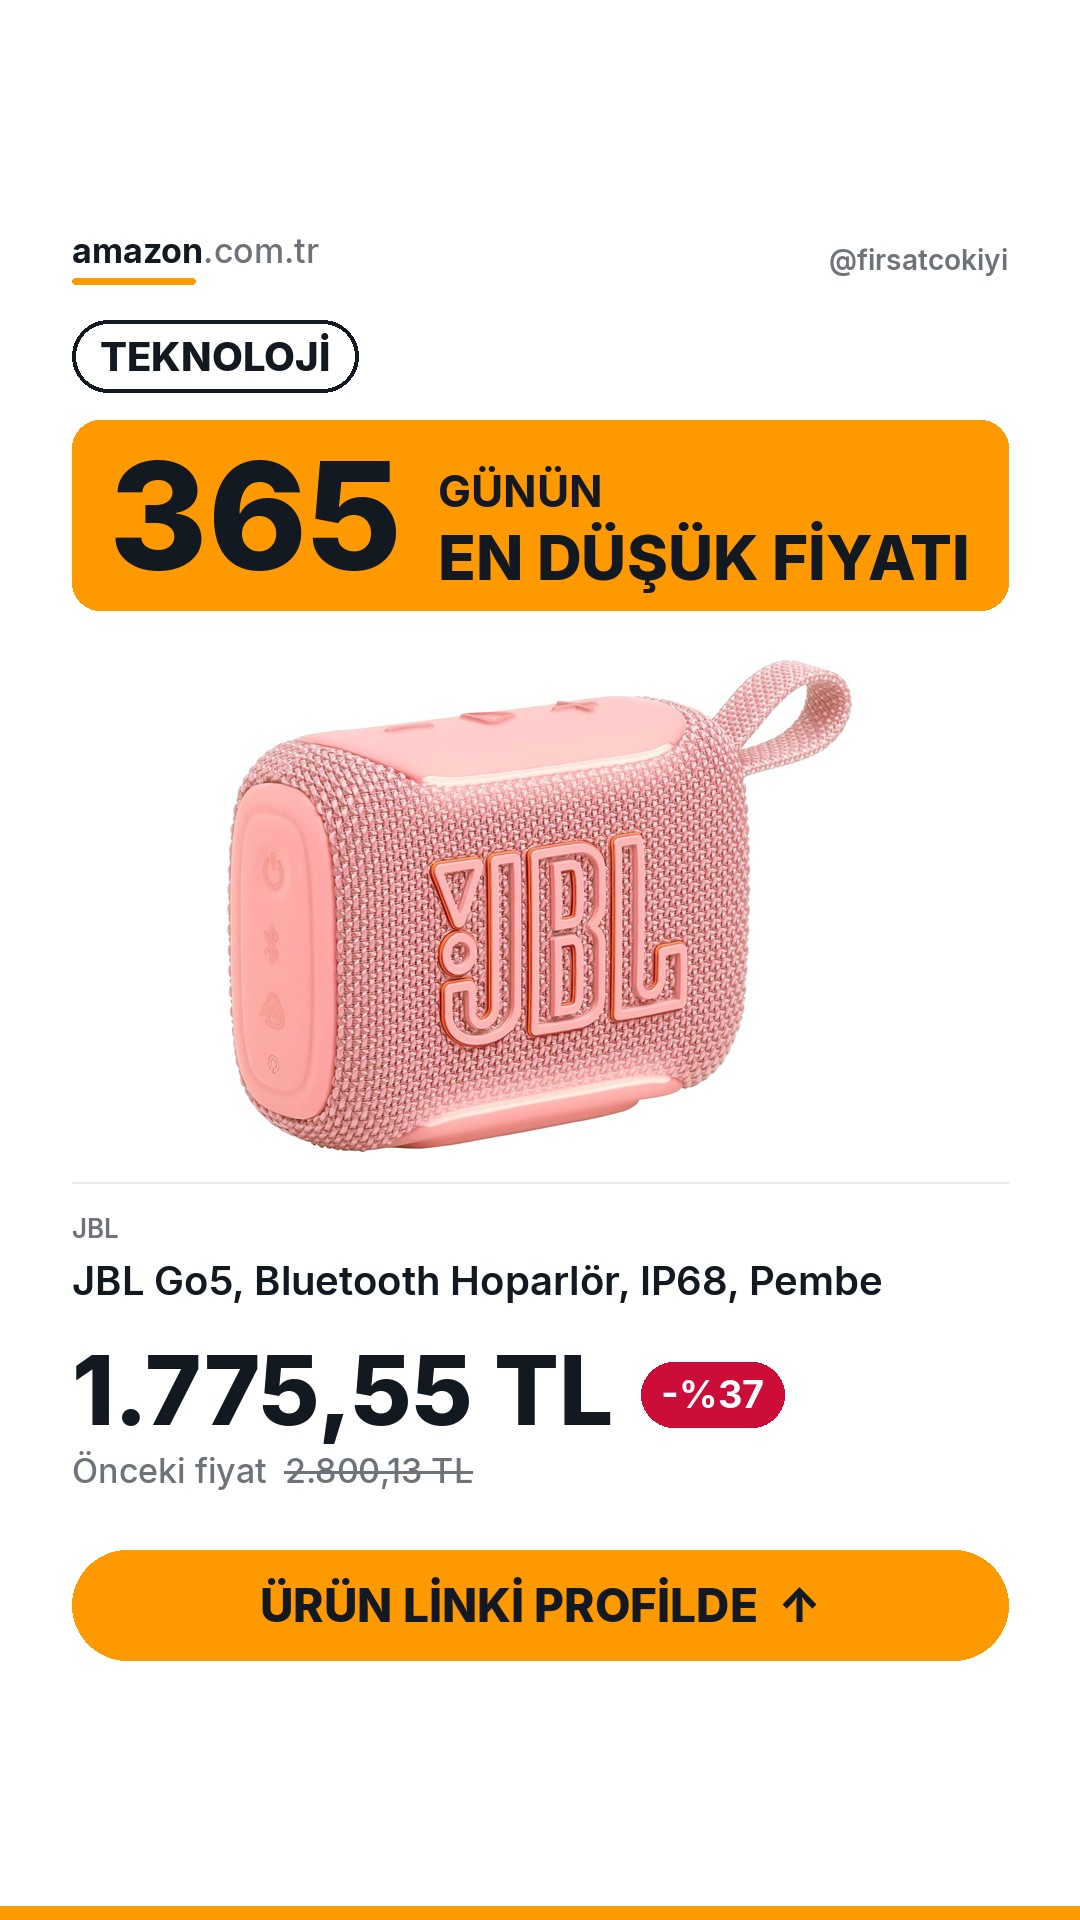 amazon.com.tr
@firsatcokiyi
TEKNOLOJİ
365
GÜNÜN
EN DÜŞÜK FİYATI
JBL
JBL
JBL Go5, Bluetooth Hoparlör, IP68, Pembe
1.775,55 TL
-%37
Önceki fiyat 2.800,13 TL
ÜRÜN LİNKİ PROFİLDE ↑